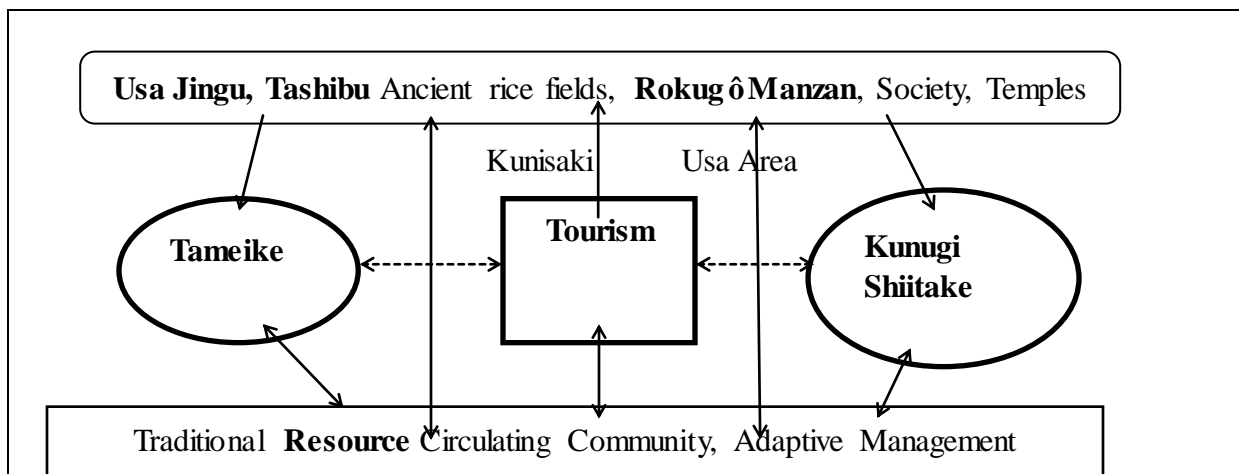 Usa Jingu, Tashibu Ancient rice fields, Rokugô Manzan, Society, Temples
Kunisaki Usa Area
Tameike
Tourism
Kunugi
Shiitake
Traditional Resource Circulating Community, Adaptive Management